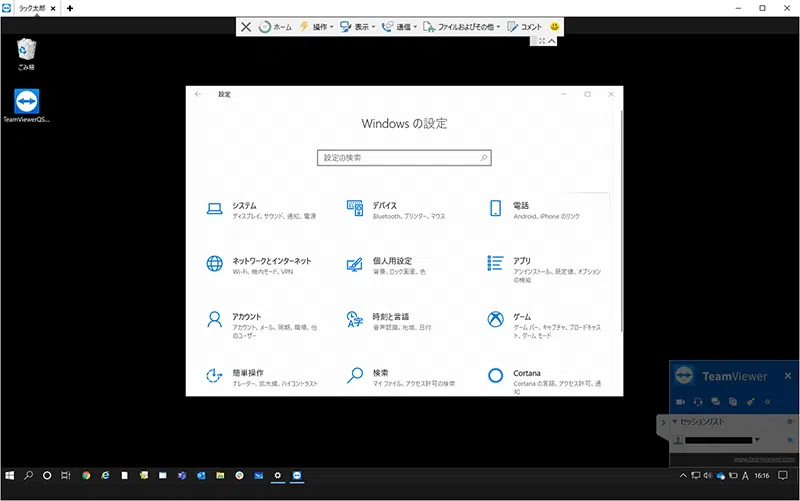 ラック太郎
ホーム 操作 表示 通信 ファイルおよびその他 コメント
ごみ箱
TeamViewerQS...
設定
Windows の設定
設定の検索
システム
ディスプレイ、サウンド、通知、電源
デバイス
Bluetooth、プリンター、マウス
電話
Android、iPhone のリンク
ネットワークとインターネット
Wi-Fi、機内モード、VPN
個人用設定
背景、ロック画面、色
アプリ
アンインストール、既定値、オプション
の機能
アカウント
アカウント、メール、同期、職場、他
のユーザー
時刻と言語
音声認識、地域、日付
ゲーム
ゲーム バー、キャプチャ、ブロードキャス
ト、ゲーム モード
簡単操作
ナレーター、拡大鏡、ハイコントラスト
検索
マイ ファイル、アクセス許可の検索
Cortana
Cortana の言語、アクセス許可、通
知
TeamViewer
セッションリスト
www.teamviewer.com
A 16:16